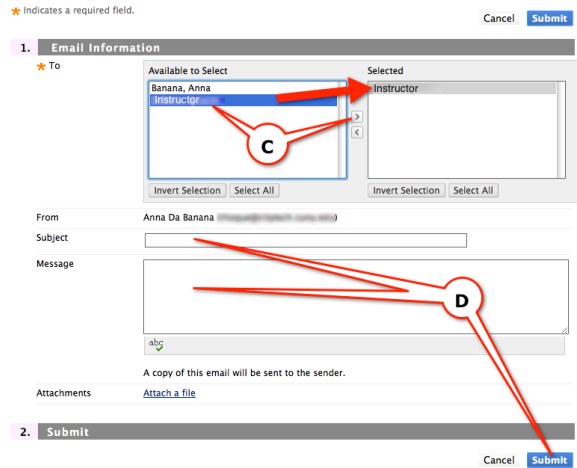 * Indicates a required field.
Cancel Submit
1. Email Information
* To
Available to Select Selected
Banana, Anna
Instructor Instructor
C
Invert Selection Select All Invert Selection Select All
From Anna Da Banana
Subject
Message
D
abc
A copy of this email will be sent to the sender.
Attachments Attach a file
2. Submit
Cancel Submit